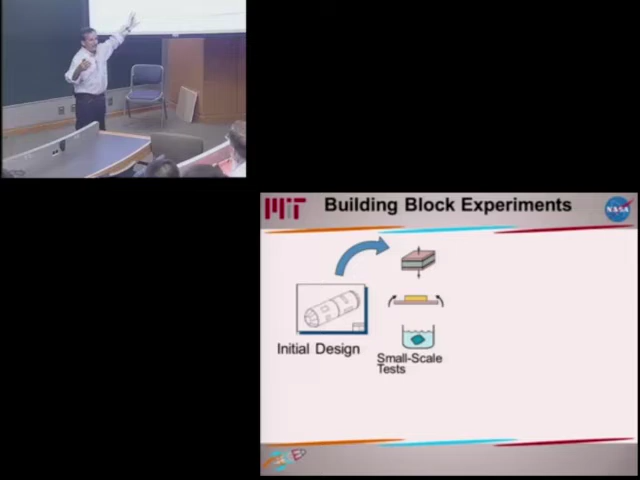 MIT
Building Block Experiments
NASA
Initial Design
Small-Scale
Tests